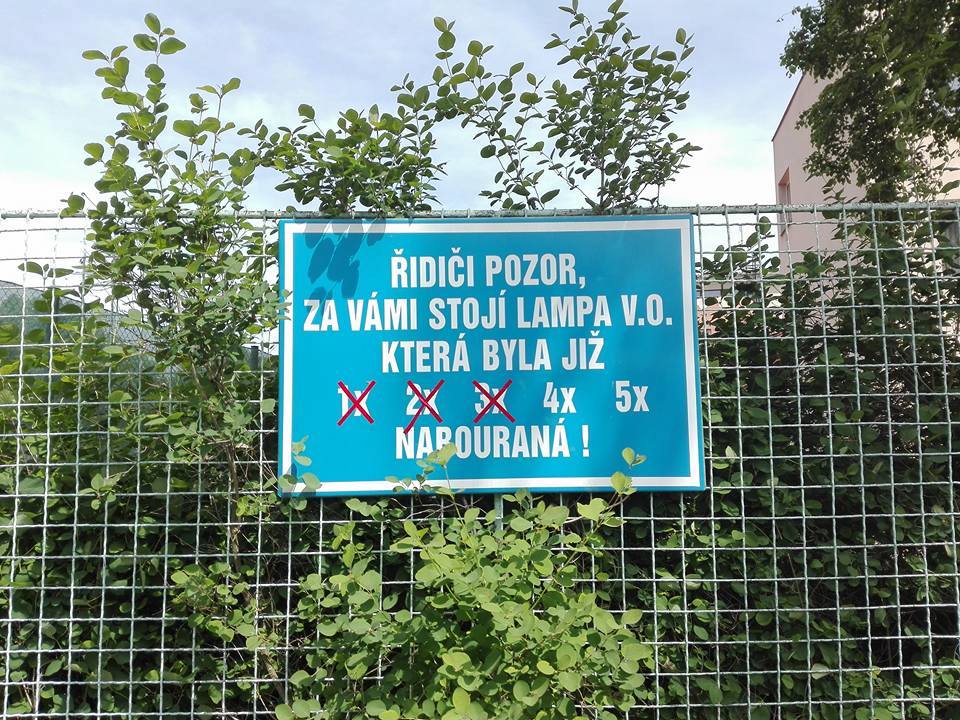 ŘIDIČI POZOR,
ZA VÁMI STOJÍ LAMPA V.O.
KTERÁ BYLA JIŽ
1x 2x 3x 4x 5x
NABOURANÁ !